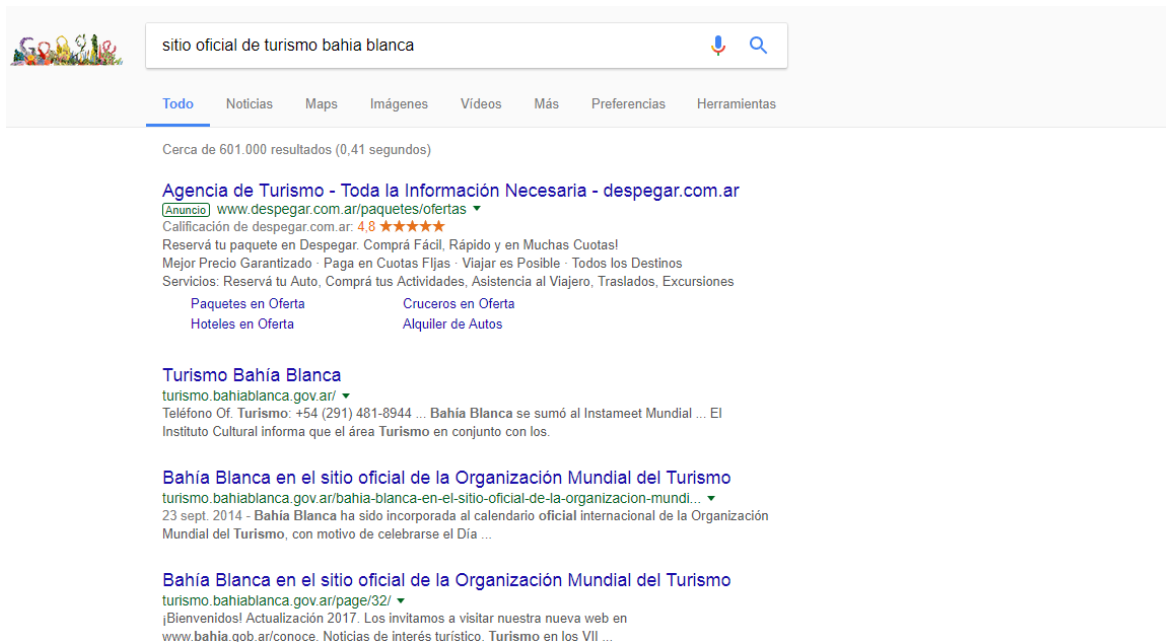 Google
sitio oficial de turismo bahia blanca
Todo Noticias Maps Imágenes Vídeos Más Preferencias Herramientas
Cerca de 601.000 resultados (0,41 segundos)
Agencia de Turismo - Toda la Información Necesaria - despegar.com.ar
Anuncio www.despegar.com.ar/paquetes/ofertas
Calificación de despegar.com.ar: 4,8 ★★★★★
Reservá tu paquete en Despegar. Comprá Fácil, Rápido y en Muchas Cuotas!
Mejor Precio Garantizado · Paga en Cuotas FIjas · Viajar es Posible · Todos los Destinos
Servicios: Reservá tu Auto, Comprá tus Actividades, Asistencia al Viajero, Traslados, Excursiones
Paquetes en Oferta Cruceros en Oferta
Hoteles en Oferta Alquiler de Autos
Turismo Bahía Blanca
turismo.bahiablanca.gov.ar/
Teléfono Of. Turismo: +54 (291) 481-8944 ... Bahía Blanca se sumó al Instameet Mundial ... El
Instituto Cultural informa que el área Turismo en conjunto con los.
Bahía Blanca en el sitio oficial de la Organización Mundial del Turismo
turismo.bahiablanca.gov.ar/bahia-blanca-en-el-sitio-oficial-de-la-organizacion-mundi...
23 sept. 2014 - Bahía Blanca ha sido incorporada al calendario oficial internacional de la Organización
Mundial del Turismo, con motivo de celebrarse el Día ...
Bahía Blanca en el sitio oficial de la Organización Mundial del Turismo
turismo.bahiablanca.gov.ar/page/32/
¡Bienvenidos! Actualización 2017. Los invitamos a visitar nuestra nueva web en
www.bahia.gob.ar/conoce. Noticias de interés turístico. Turismo en los VII ...